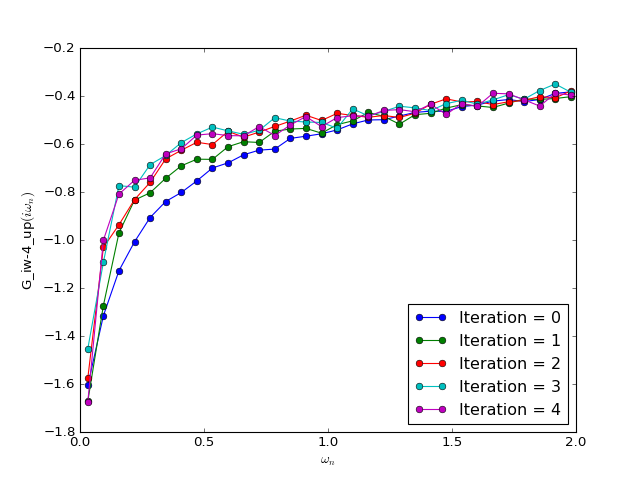 −0.2
−0.4
−0.6
−0.8
−1.0
−1.2
−1.4
−1.6
−1.8
G_iw-4_up(iωₙ)
0.0 0.5 1.0 1.5 2.0
ωₙ
Iteration = 0
Iteration = 1
Iteration = 2
Iteration = 3
Iteration = 4